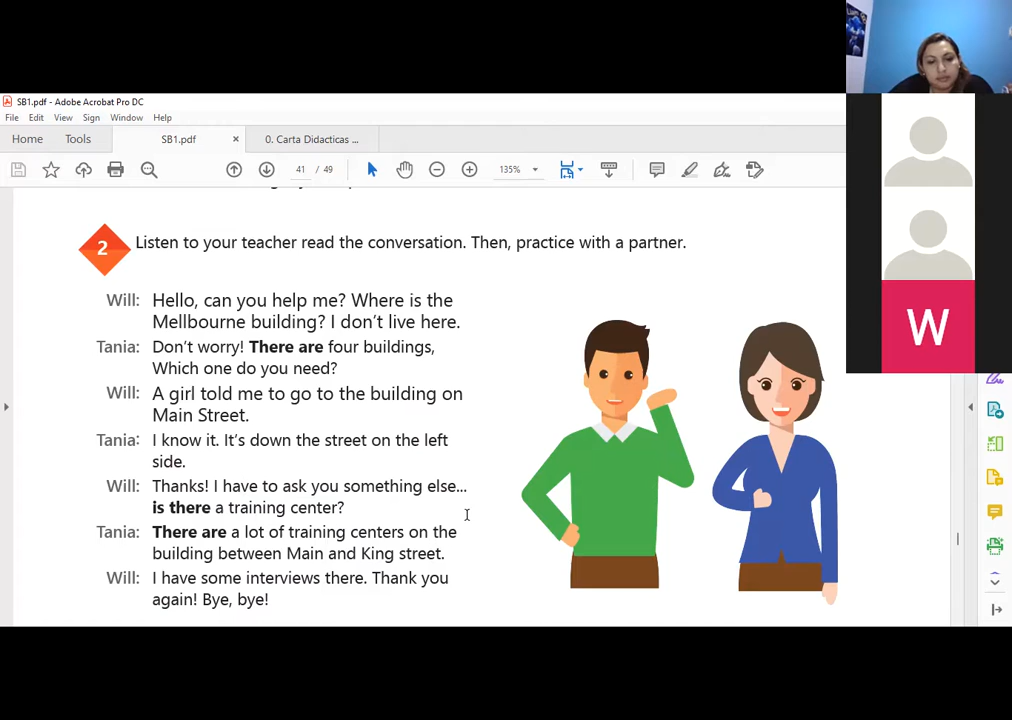 SB1.pdf - Adobe Acrobat Pro DC
File Edit View Sign Window Help
Home Tools SB1.pdf × 0. Carta Didacticas ...
41 / 49 135%
2 Listen to your teacher read the conversation. Then, practice with a partner.
Will: Hello, can you help me? Where is the
Mellbourne building? I don't live here.
Tania: Don't worry! There are four buildings,
Which one do you need?
Will: A girl told me to go to the building on
Main Street.
Tania: I know it. It's down the street on the left
side.
Will: Thanks! I have to ask you something else...
is there a training center?
Tania: There are a lot of training centers on the
building between Main and King street.
Will: I have some interviews there. Thank you
again! Bye, bye!
W